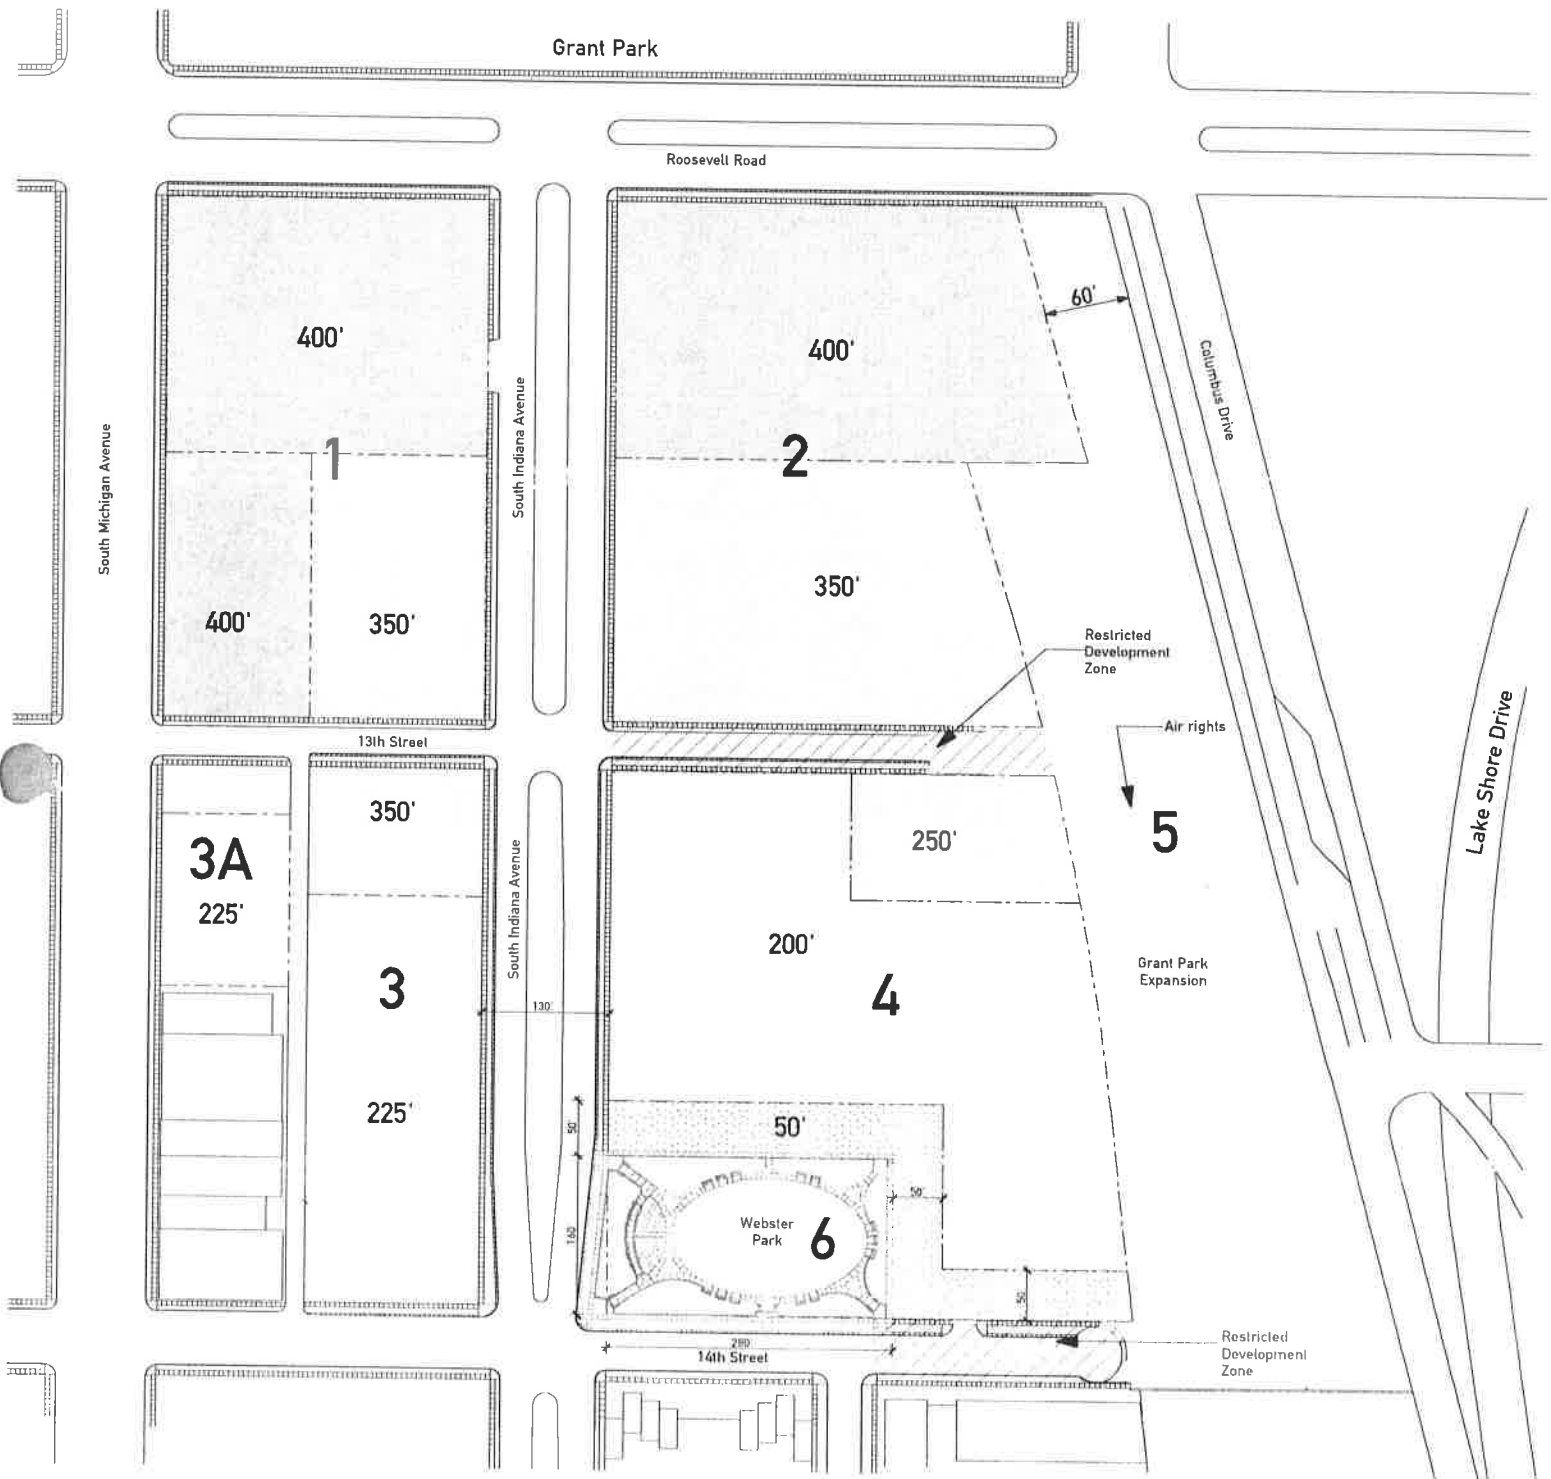 Grant Park
Roosevelt Road
60'
400'
400'
Columbus Drive
South Michigan Avenue
South Indiana Avenue
1
2
400'
350'
350'
Restricted
Development
Zone
Air rights
13th Street
Lake Shore Drive
350'
3A
225'
South Indiana Avenue
250'
5
200'
3
4
Grant Park
Expansion
130'
225'
50'
50'
160
50'
Webster
Park
6
50'
280
14th Street
Restricted
Development
Zone